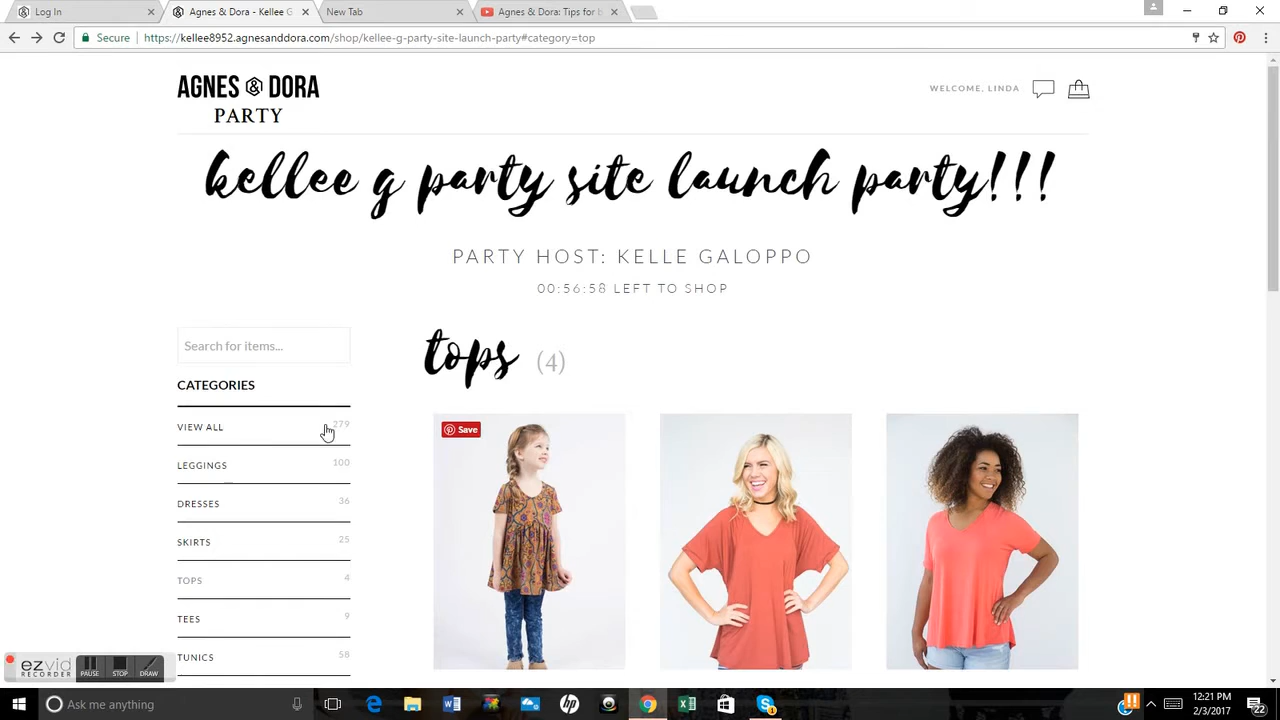 Log In
Agnes & Dora - Kellee G
New Tab
Agnes & Dora: Tips for b
Secure
https://kellee8952.agnesanddora.com/shop/kellee-g-party-site-launch-party#category=top
AGNES & DORA
PARTY
WELCOME, LINDA
kellee g party site launch party!!!
PARTY HOST: KELLE GALOPPO
00:56:58 LEFT TO SHOP
Search for items...
tops (4)
CATEGORIES
VIEW ALL 279
Save
LEGGINGS 100
DRESSES 36
SKIRTS 25
TOPS 4
TEES 9
TUNICS 58
ezvid
RECORDER
PAUSE STOP DRAW
Ask me anything
12:21 PM
2/3/2017